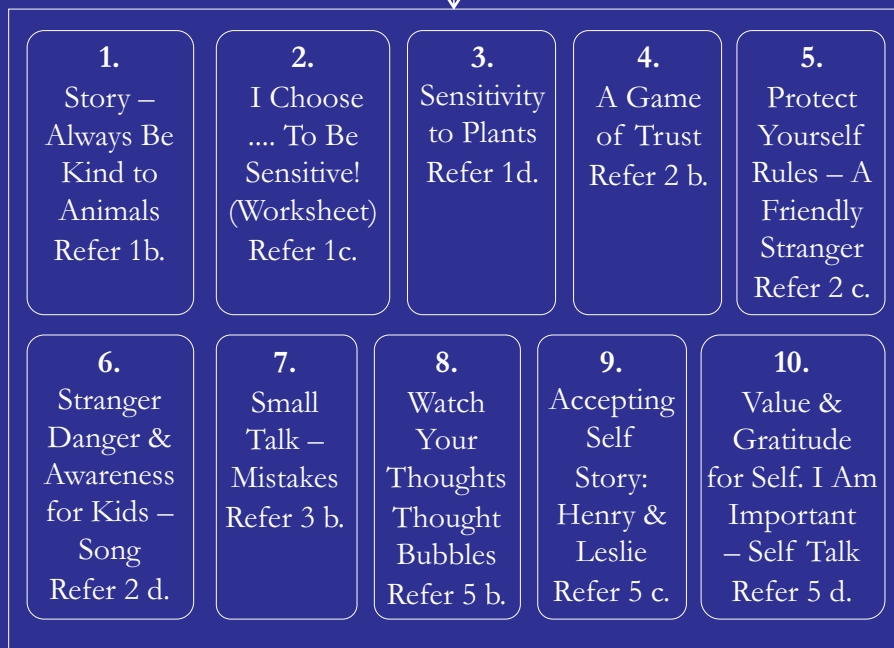 1.
Story –
Always Be
Kind to
Animals
Refer 1b.
2.
I Choose
.... To Be
Sensitive!
(Worksheet)
Refer 1c.
3.
Sensitivity
to Plants
Refer 1d.
4.
A Game
of Trust
Refer 2 b.
5.
Protect
Yourself
Rules – A
Friendly
Stranger
Refer 2 c.
6.
Stranger
Danger &
Awareness
for Kids –
Song
Refer 2 d.
7.
Small
Talk –
Mistakes
Refer 3 b.
8.
Watch
Your
Thoughts
Thought
Bubbles
Refer 5 b.
9.
Accepting
Self
Story:
Henry &
Leslie
Refer 5 c.
10.
Value &
Gratitude
for Self. I Am
Important
– Self Talk
Refer 5 d.